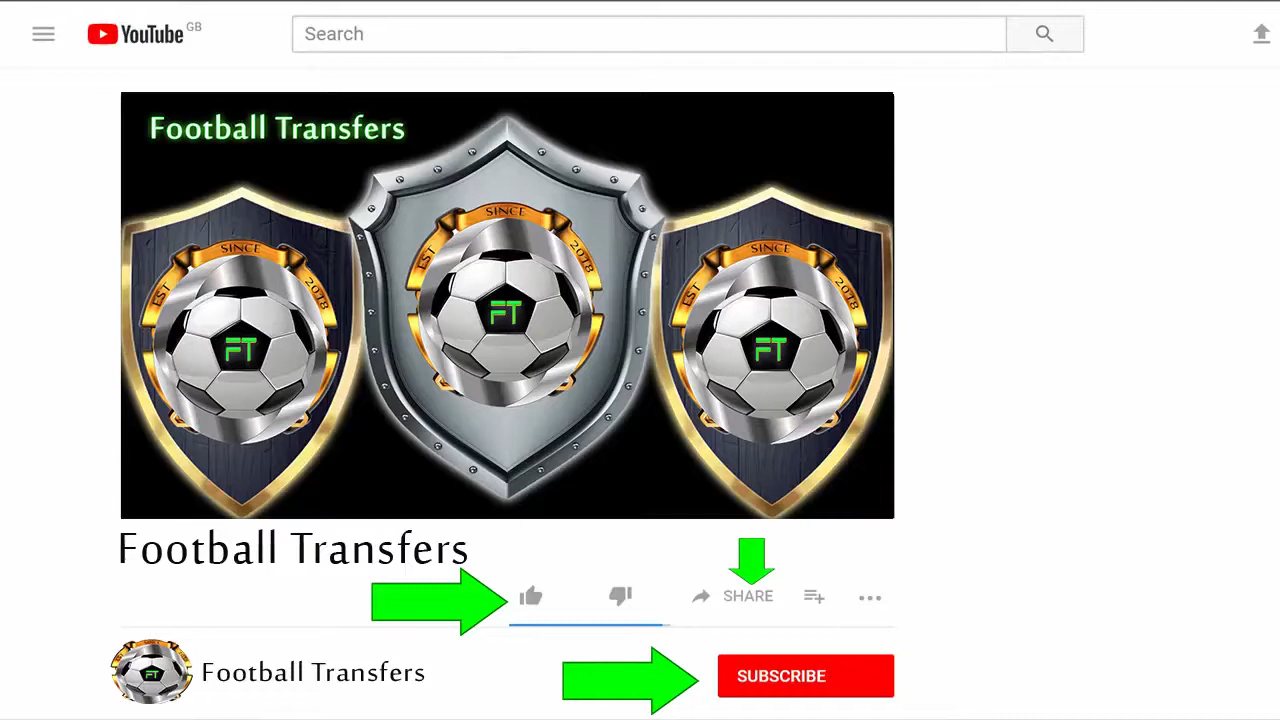 YouTube GB
Search
Football Transfers
SINCE
EST 2018
FT
SINCE
EST 2018
FT
SINCE
EST 2018
FT
Football Transfers
SHARE
FT
Football Transfers
SUBSCRIBE